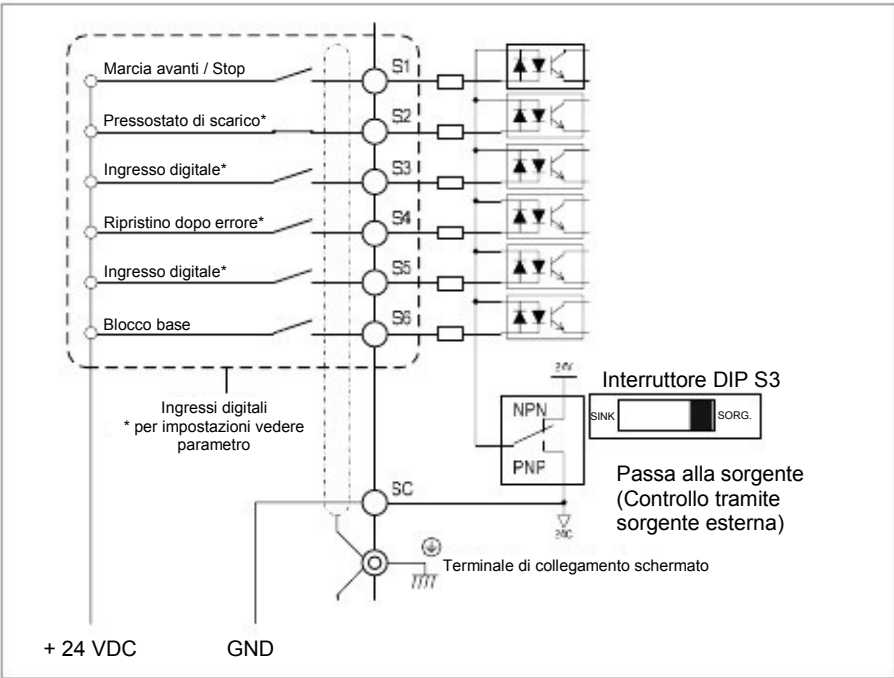 Marcia avanti / Stop
S1
Pressostato di scarico*
S2
Ingresso digitale*
S3
Ripristino dopo errore*
S4
Ingresso digitale*
S5
Blocco base
S6
Ingressi digitali
* per impostazioni vedere
parametro
24V
Interruttore DIP S3
NPN
PNP
SINK
SORG.
Passa alla sorgente
(Controllo tramite
sorgente esterna)
SC
24C
Terminale di collegamento schermato
+ 24 VDC
GND